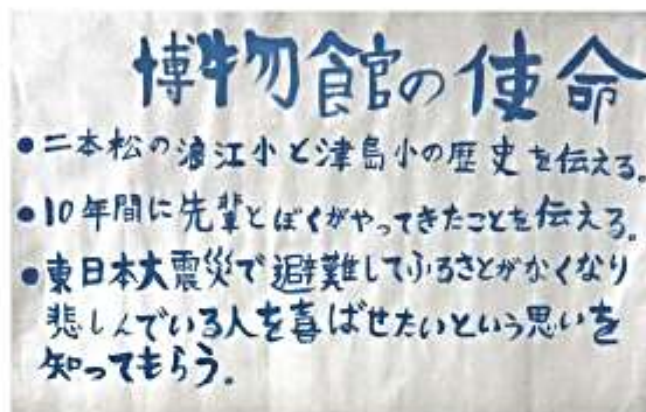 博物館の使命
●二本松の浪江小と津島小の歴史を伝える。
●10年間に先輩とぼくがやってきたことを伝える。
●東日本大震災で避難してふるさとがなくなり
悲しんでいる人を喜ばせたいという思いを
知ってもらう。